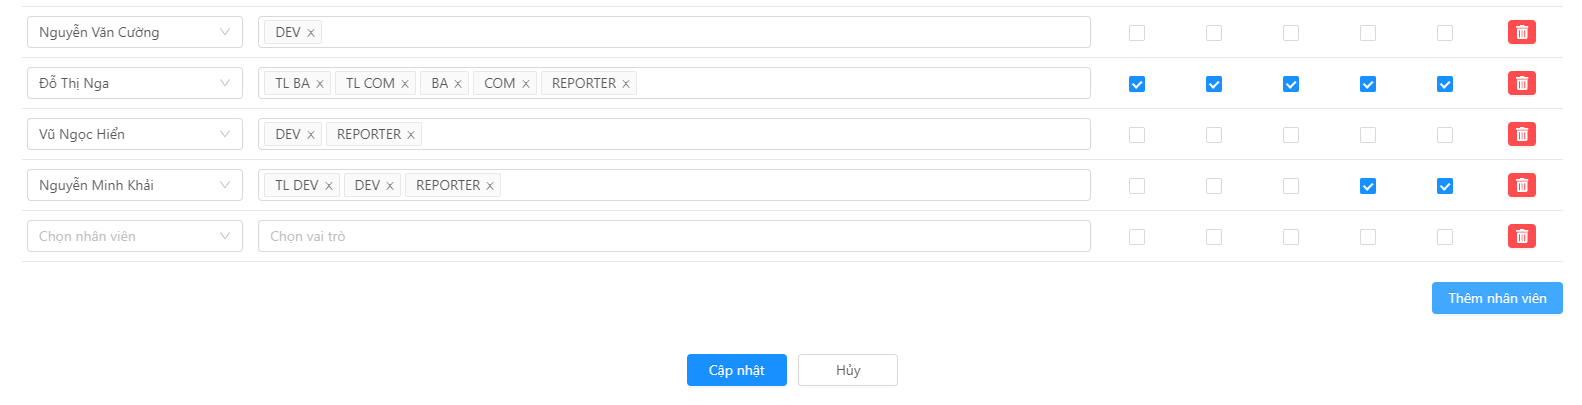 Nguyễn Văn Cường DEV x
Đỗ Thị Nga TL BA x TL COM x BA x COM x REPORTER x
Vũ Ngọc Hiển DEV x REPORTER x
Nguyễn Minh Khải TL DEV x DEV x REPORTER x
Chọn nhân viên Chọn vai trò
Thêm nhân viên
Cập nhật Hủy